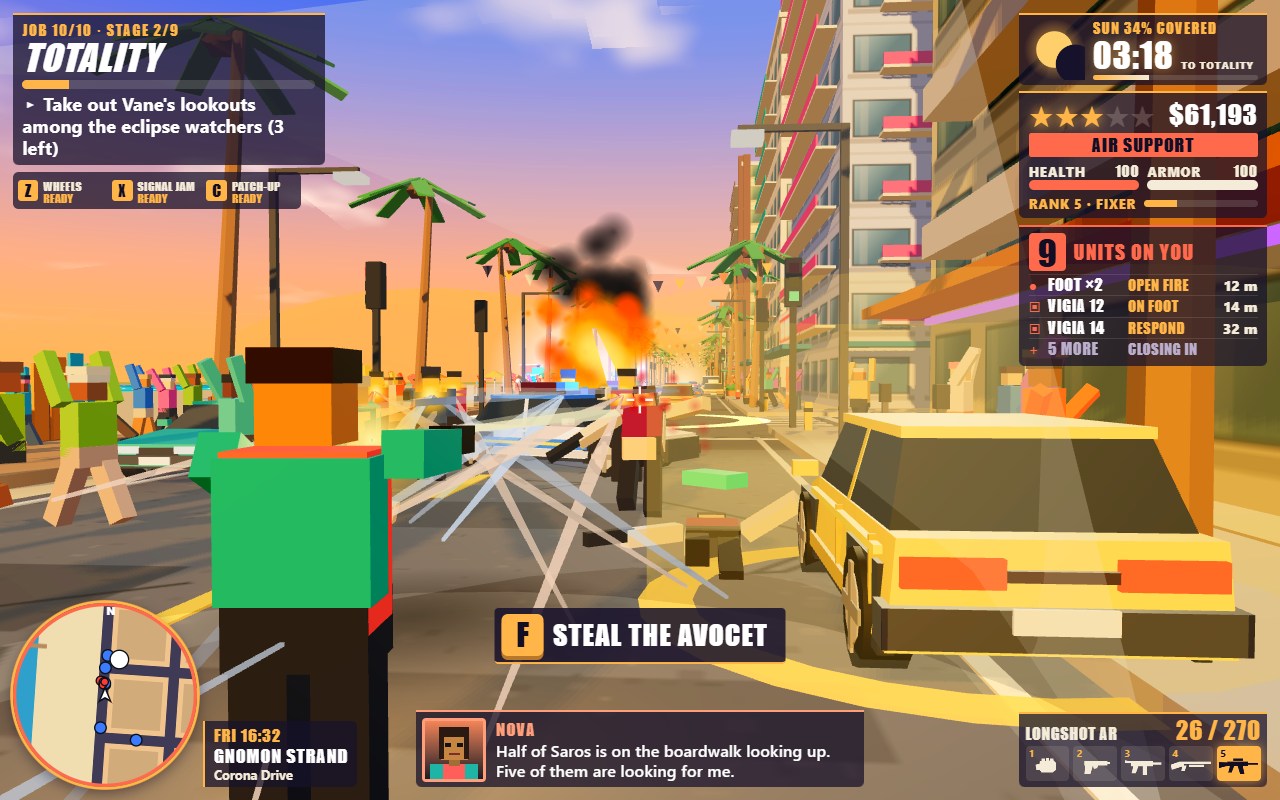 JOB 10/10 · STAGE 2/9
TOTALITY
▸ Take out Vane's lookouts
among the eclipse watchers (3
left)
Z WHEELS READY
X SIGNAL JAM READY
C PATCH-UP READY
SUN 34% COVERED
03:18 TO TOTALITY
$61,193
AIR SUPPORT
HEALTH 100 ARMOR 100
RANK 5 · FIXER
9 UNITS ON YOU
FOOT ×2 OPEN FIRE 12 m
VIGIA 12 ON FOOT 14 m
VIGIA 14 RESPOND 32 m
+ 5 MORE CLOSING IN
F STEAL THE AVOCET
N
FRI 16:32
GNOMON STRAND
Corona Drive
NOVA
Half of Saros is on the boardwalk looking up.
Five of them are looking for me.
LONGSHOT AR 26 / 270
1 2 3 4 5